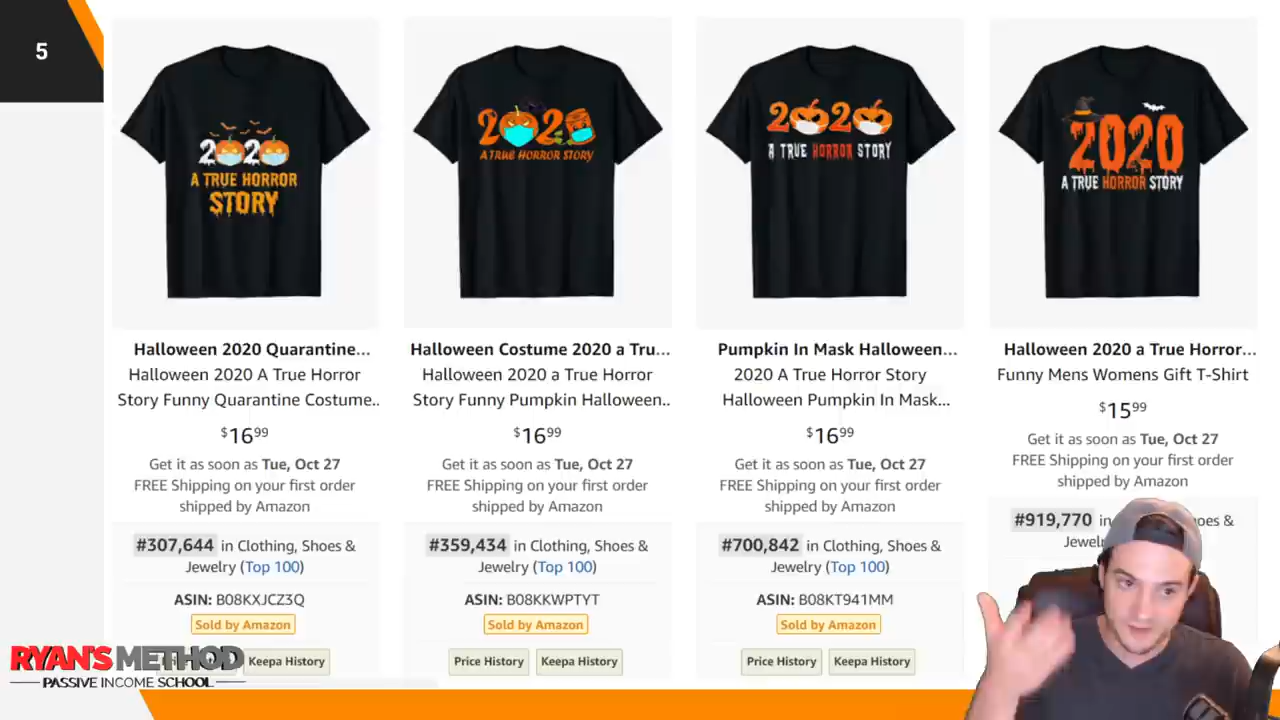 5
2020
A TRUE HORROR
STORY
2020
A TRUE HORROR STORY
2020
A TRUE HORROR STORY
2020
A TRUE HORROR STORY
Halloween 2020 Quarantine...
Halloween 2020 A True Horror
Story Funny Quarantine Costume..
$16.99
Get it as soon as Tue, Oct 27
FREE Shipping on your first order
shipped by Amazon
#307,644 in Clothing, Shoes &
Jewelry (Top 100)
ASIN: B08KXJCZ3Q
Sold by Amazon
Keepa History
Halloween Costume 2020 a Tru...
Halloween 2020 a True Horror
Story Funny Pumpkin Halloween..
$16.99
Get it as soon as Tue, Oct 27
FREE Shipping on your first order
shipped by Amazon
#359,434 in Clothing, Shoes &
Jewelry (Top 100)
ASIN: B08KKWPTYT
Sold by Amazon
Price History Keepa History
Pumpkin In Mask Halloween...
2020 A True Horror Story
Halloween Pumpkin In Mask...
$16.99
Get it as soon as Tue, Oct 27
FREE Shipping on your first order
shipped by Amazon
#700,842 in Clothing, Shoes &
Jewelry (Top 100)
ASIN: B08KT941MM
Sold by Amazon
Price History Keepa History
Halloween 2020 a True Horror...
Funny Mens Womens Gift T-Shirt
$15.99
Get it as soon as Tue, Oct 27
FREE Shipping on your first order
shipped by Amazon
#919,770 in
RYAN'S METHOD
PASSIVE INCOME SCHOOL